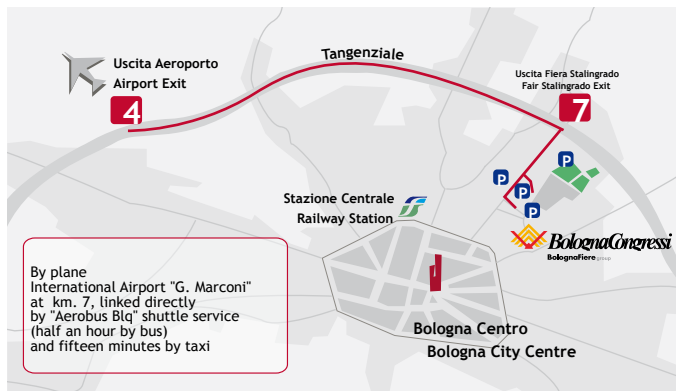 Uscita Aeroporto
Airport Exit
4
Tangenziale
Uscita Fiera Stalingrado
Fair Stalingrado Exit
7
P
P
P
Stazione Centrale
Railway Station
BolognaCongressi
BolognaFiere group
By plane
International Airport "G. Marconi"
at km. 7, linked directly
by "Aerobus Blq" shuttle service
(half an hour by bus)
and fifteen minutes by taxi
Bologna Centro
Bologna City Centre